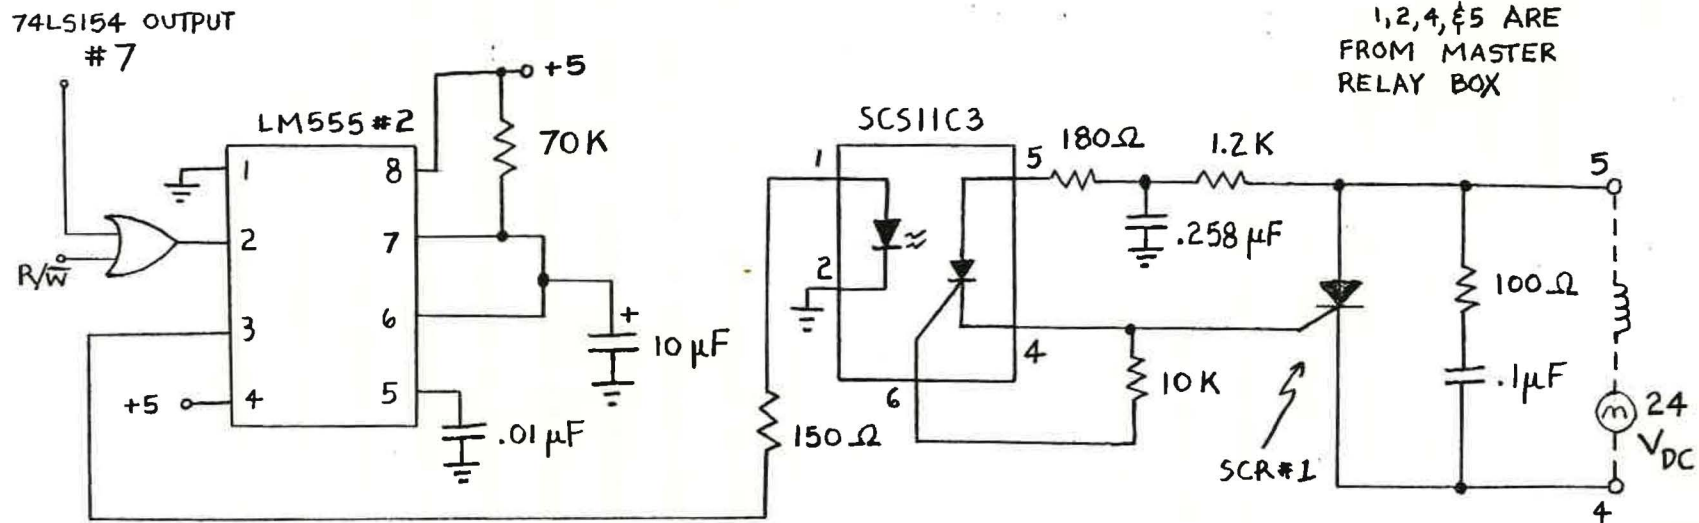 74LS154 OUTPUT
#7
1,2,4,&5 ARE
FROM MASTER
RELAY BOX
+5
LM555#2
70K
1
8
2
7
R/W̅
3
6
10 µF
+
+5
4
5
.01 µF
150Ω
SCS11C3
1
5
180Ω
1.2K
.258 µF
2
4
6
10K
SCR#1
100Ω
.1µF
5
m
24
VDC
4